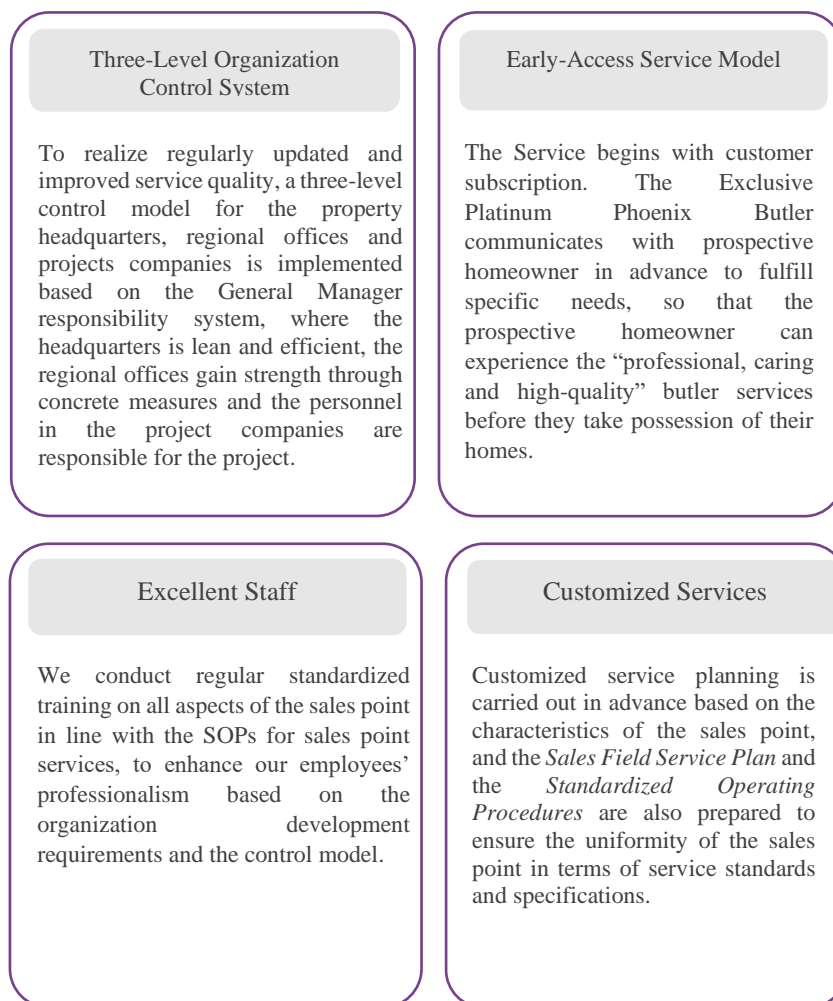 Three-Level Organization
Control System
To realize regularly updated and
improved service quality, a three-level
control model for the property
headquarters, regional offices and
projects companies is implemented
based on the General Manager
responsibility system, where the
headquarters is lean and efficient, the
regional offices gain strength through
concrete measures and the personnel
in the project companies are
responsible for the project.
Early-Access Service Model
The Service begins with customer
subscription. The Exclusive
Platinum Phoenix Butler
communicates with prospective
homeowner in advance to fulfill
specific needs, so that the
prospective homeowner can
experience the “professional, caring
and high-quality” butler services
before they take possession of their
homes.
Excellent Staff
We conduct regular standardized
training on all aspects of the sales point
in line with the SOPs for sales point
services, to enhance our employees’
professionalism based on the
organization development
requirements and the control model.
Customized Services
Customized service planning is
carried out in advance based on the
characteristics of the sales point,
and the Sales Field Service Plan and
the Standardized Operating
Procedures are also prepared to
ensure the uniformity of the sales
point in terms of service standards
and specifications.